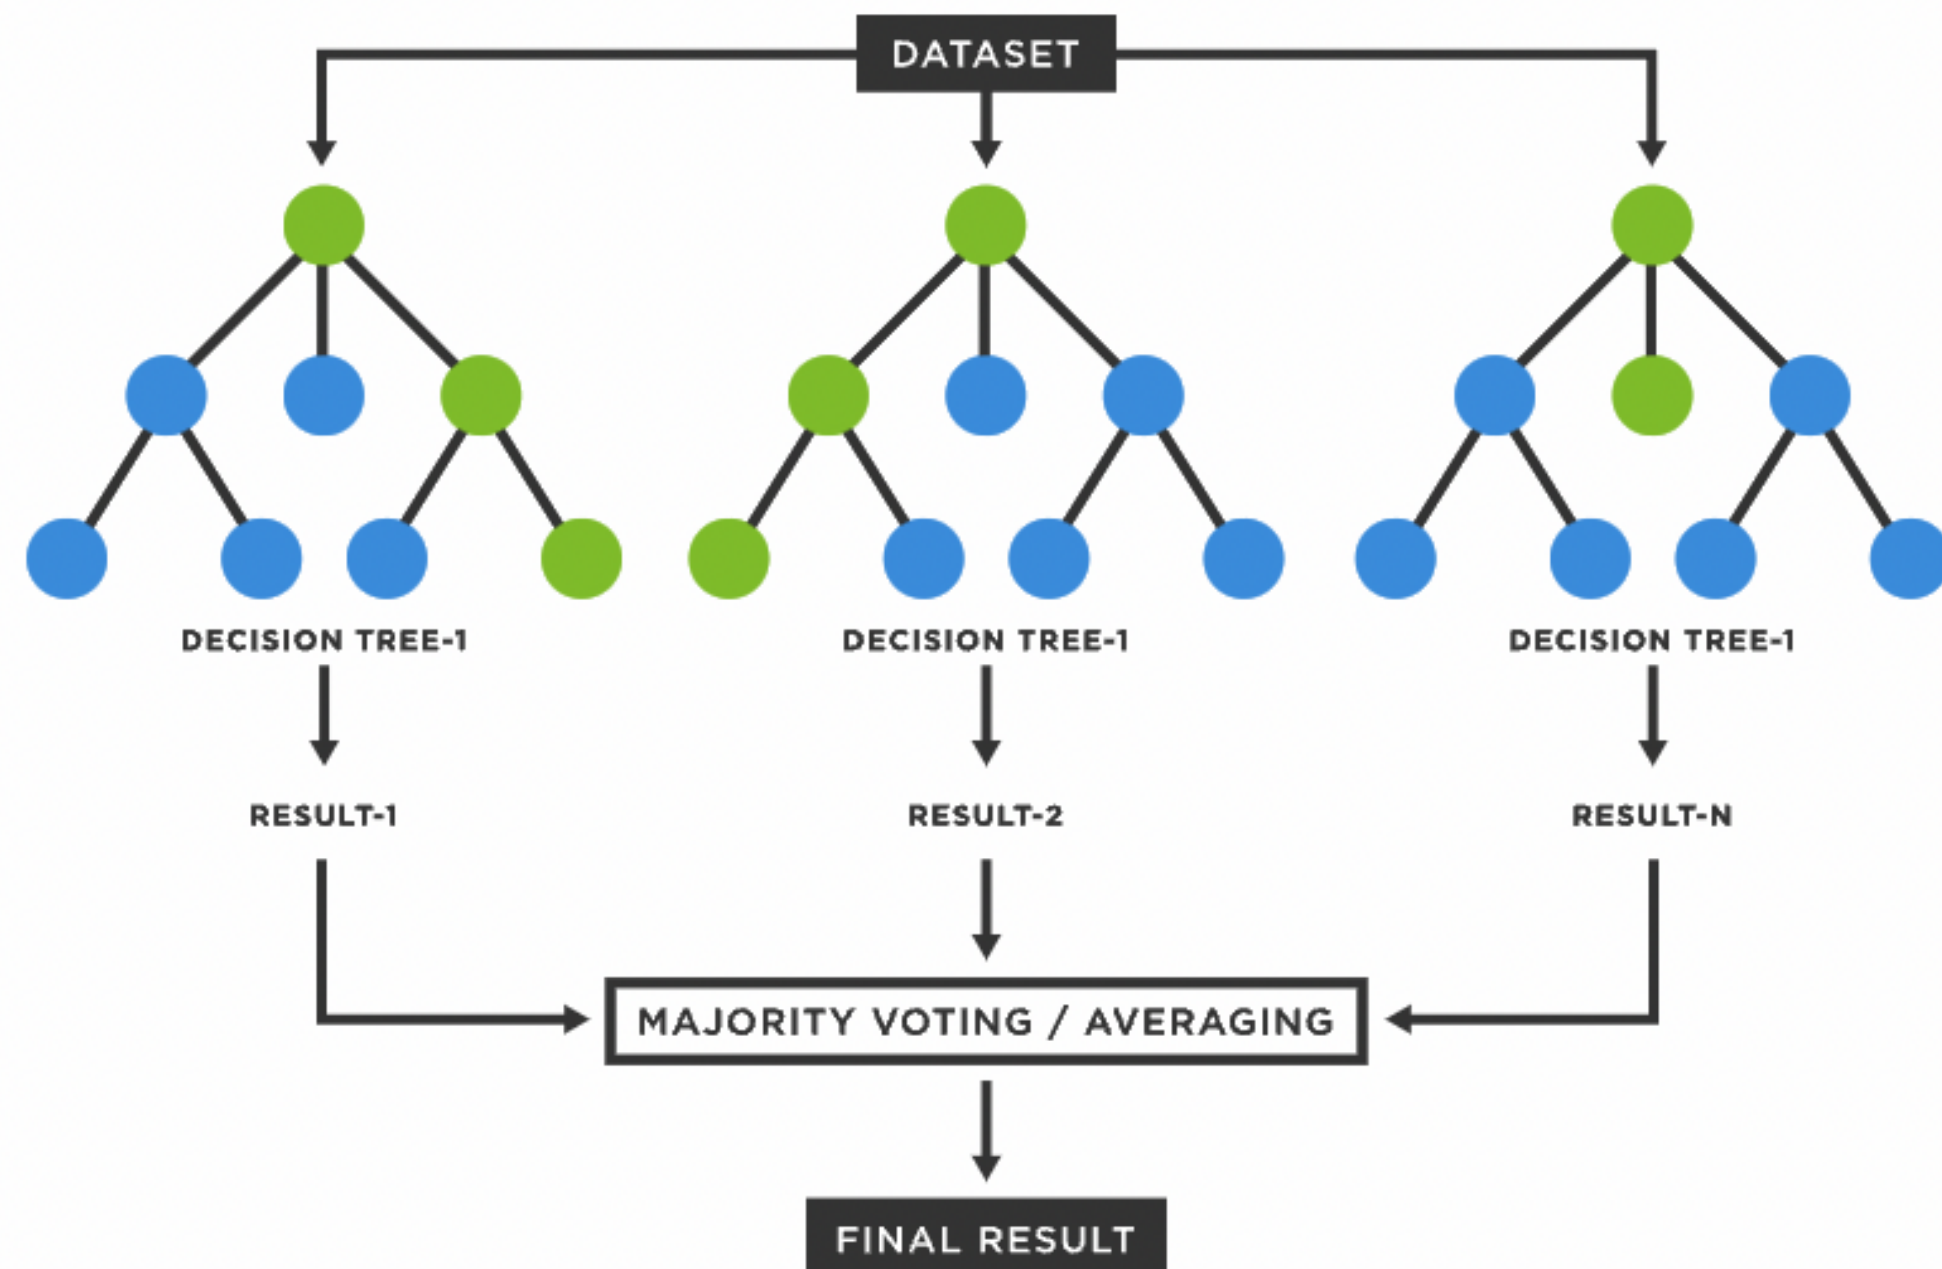 DATASET
DECISION TREE-1
DECISION TREE-1
DECISION TREE-1
RESULT-1
RESULT-2
RESULT-N
MAJORITY VOTING / AVERAGING
FINAL RESULT